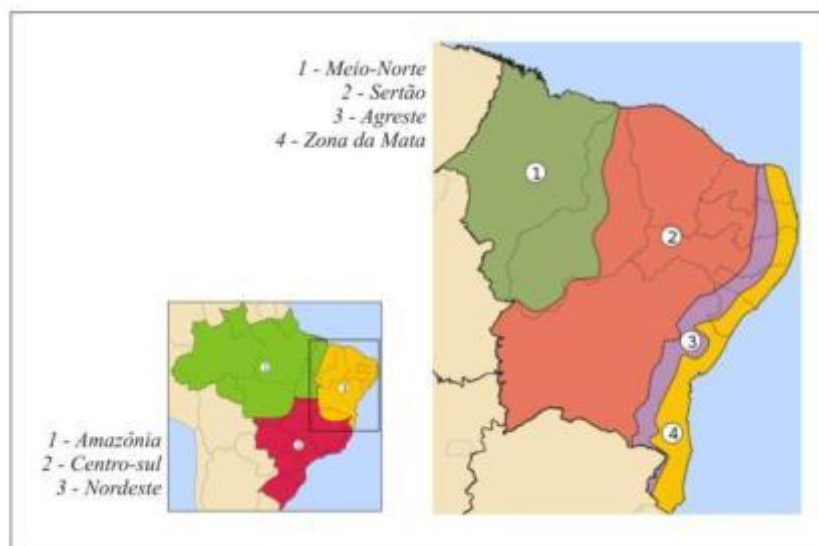 1 - Meio-Norte
2 - Sertão
3 - Agreste
4 - Zona da Mata
1
2
3
4
1 - Amazônia
2 - Centro-sul
3 - Nordeste